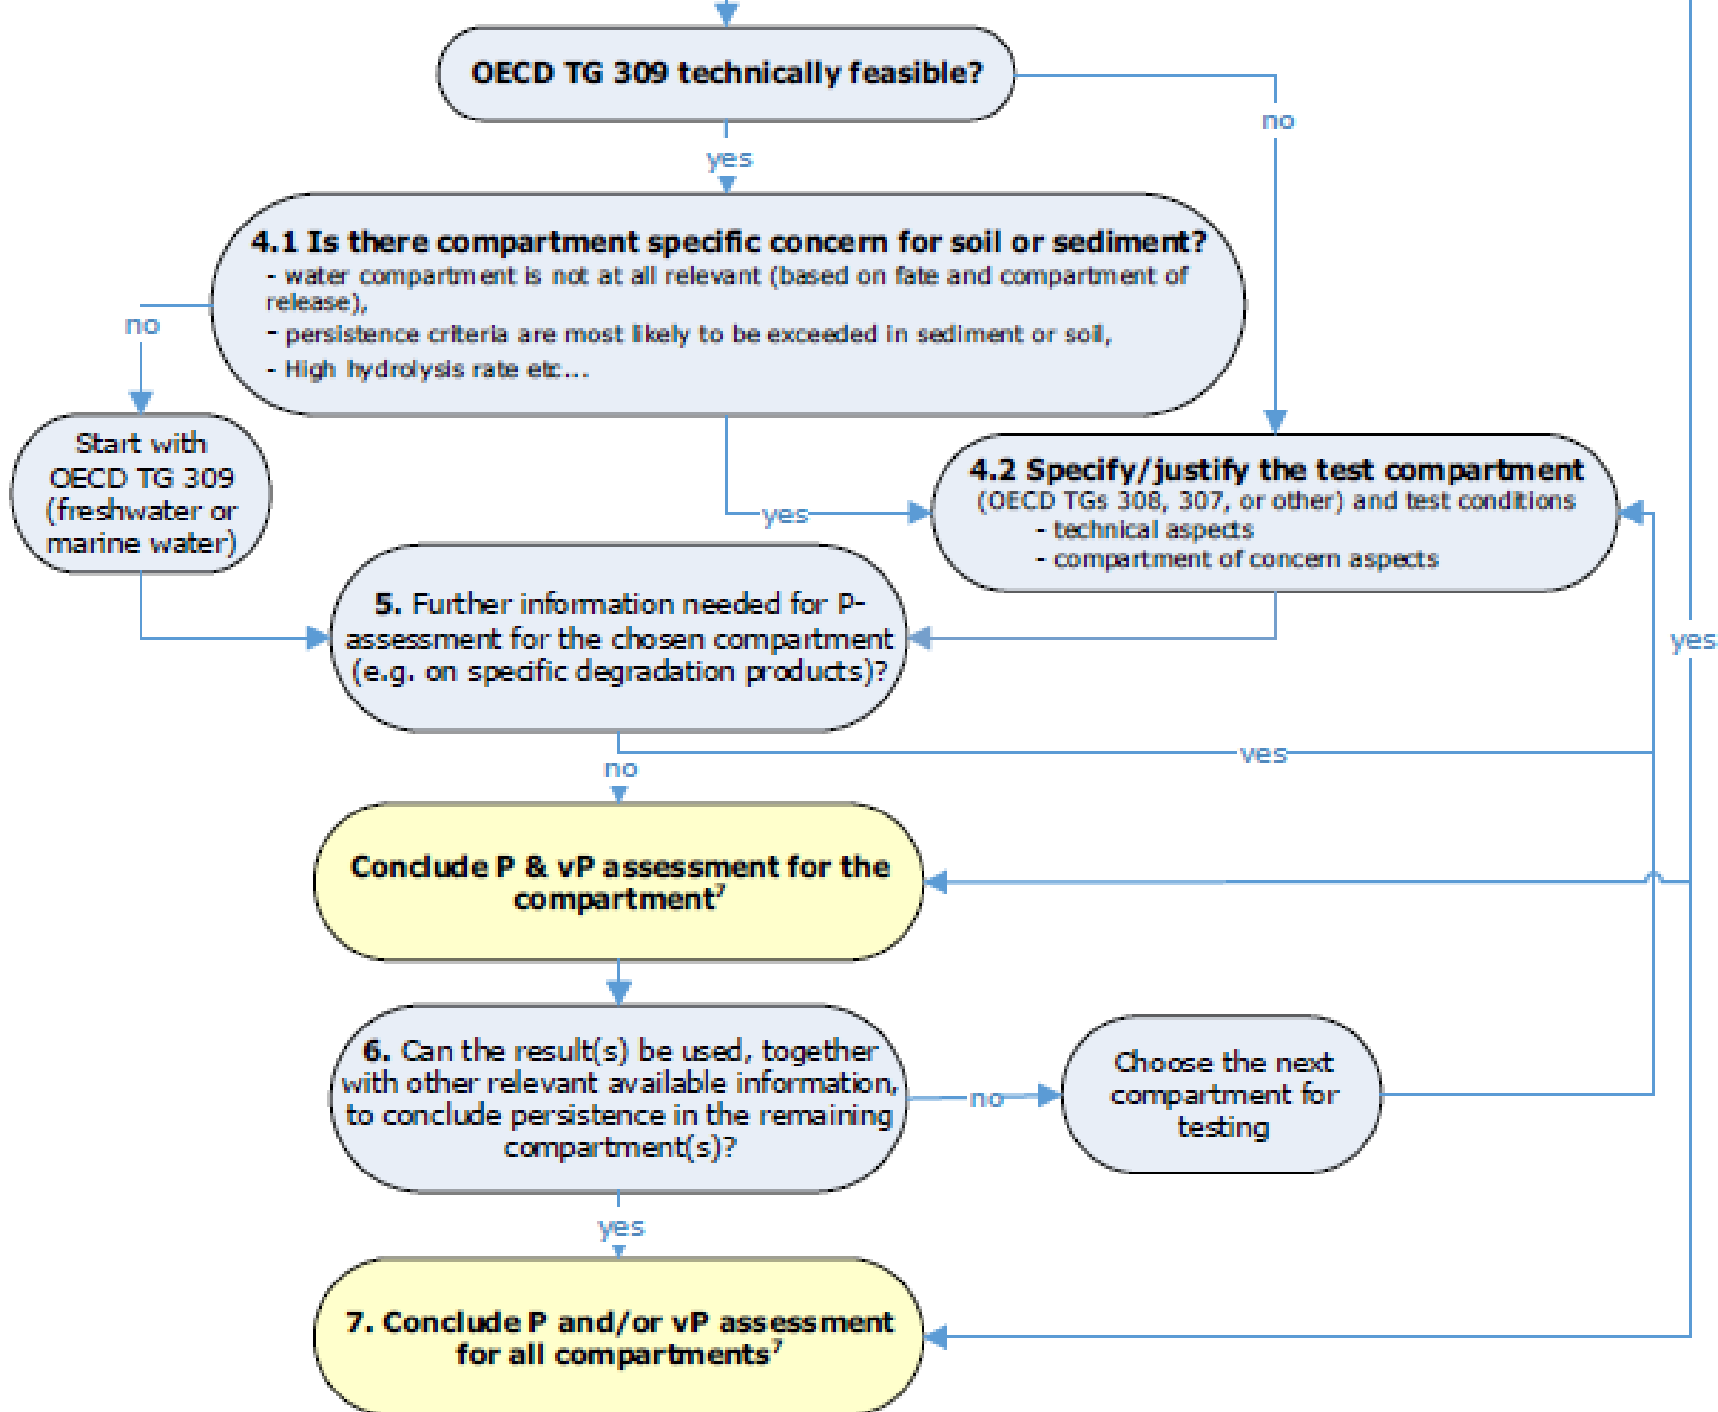 OECD TG 309 technically feasible?
no
yes
4.1 Is there compartment specific concern for soil or sediment?
- water compartment is not at all relevant (based on fate and compartment of
release),
- persistence criteria are most likely to be exceeded in sediment or soil,
- High hydrolysis rate etc...
no
Start with
OECD TG 309
(freshwater or
marine water)
yes
4.2 Specify/justify the test compartment
(OECD TGs 308, 307, or other) and test conditions
- technical aspects
- compartment of concern aspects
5. Further information needed for P-
assessment for the chosen compartment
(e.g. on specific degradation products)?
yes
yes
no
Conclude P & vP assessment for the
compartment⁷
6. Can the result(s) be used, together
with other relevant available information,
to conclude persistence in the remaining
compartment(s)?
no
Choose the next
compartment for
testing
yes
7. Conclude P and/or vP assessment
for all compartments⁷